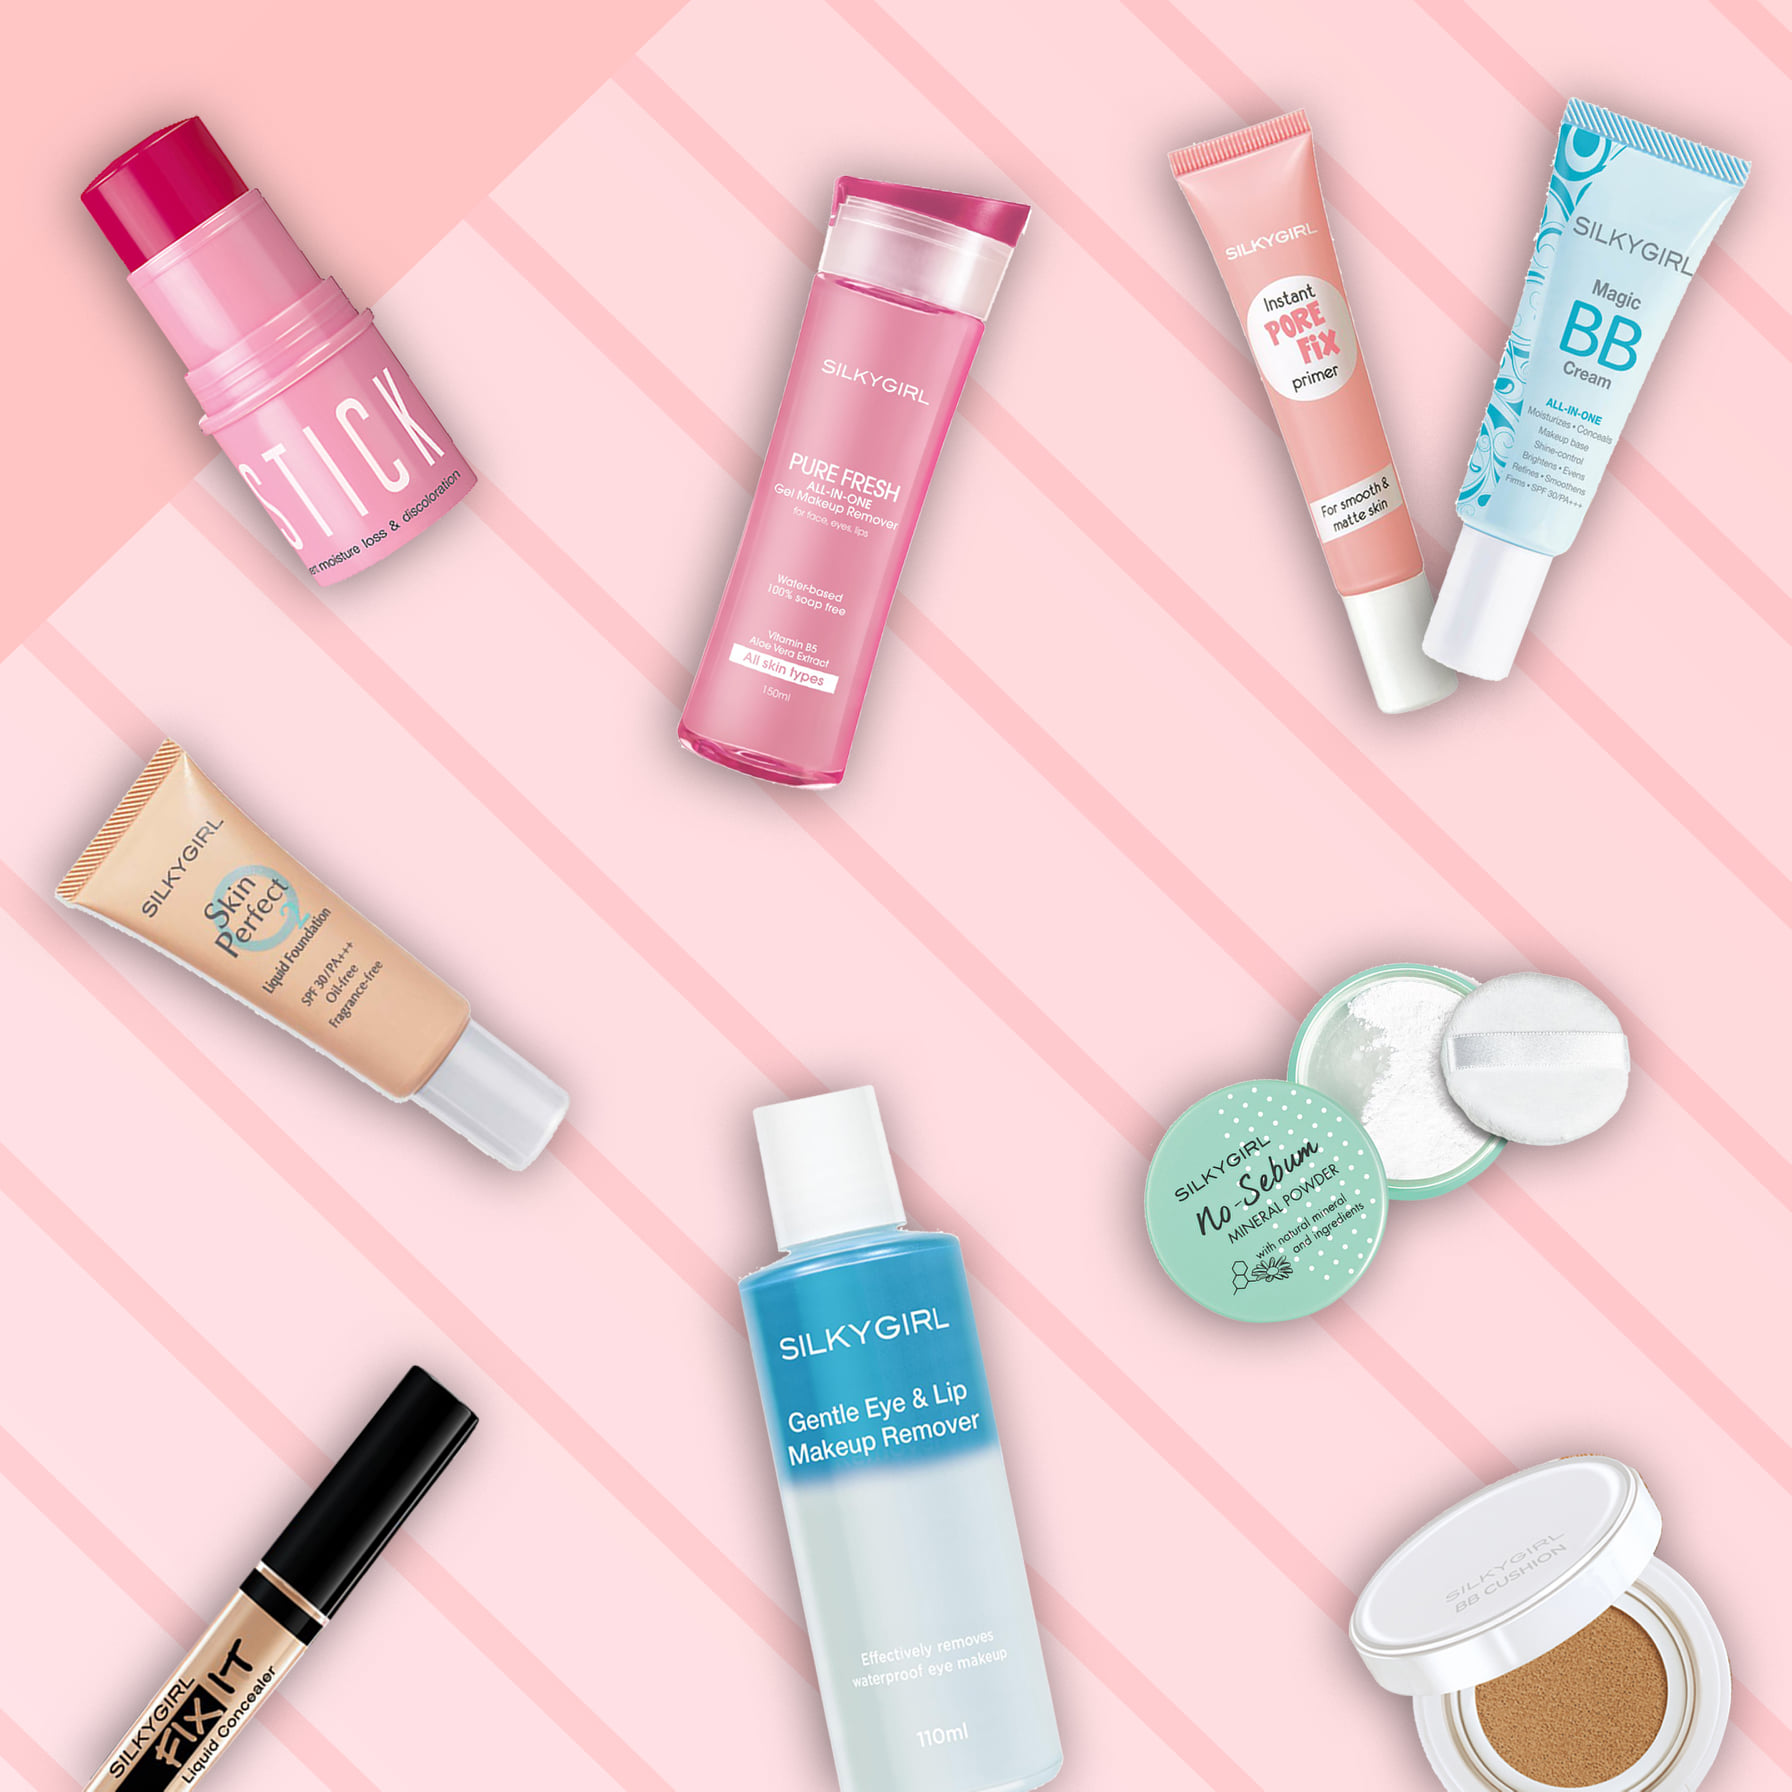 STICK
moisture loss & discoloration
SILKYGIRL
PURE FRESH
ALL-IN-ONE
Gel Makeup Remover
for face, eyes, lips
Water-based
100% soap free
Vitamin B5
Aloe Vera Extract
All skin types
150ml
SILKYGIRL
Instant
PORE
FiX
primer
For smooth &
matte skin
SILKYGIRL
Magic
BB
Cream
ALL-IN-ONE
Moisturizes • Conceals
Makeup base
Shine-control
Brightens • Evens
Refines • Smoothens
Firms • SPF 30/PA+++
SILKYGIRL
Skin
Perfect
O2
Liquid Foundation
SPF 30/PA+++
Oil-free
Fragrance-free
SILKYGIRL
No-Sebum
MINERAL POWDER
with natural mineral
and ingredients
SILKYGIRL
Gentle Eye & Lip
Makeup Remover
Effectively removes
waterproof eye makeup
110ml
SILKYGIRL
FIX IT
Liquid Concealer
SILKYGIRL
BB CUSHION